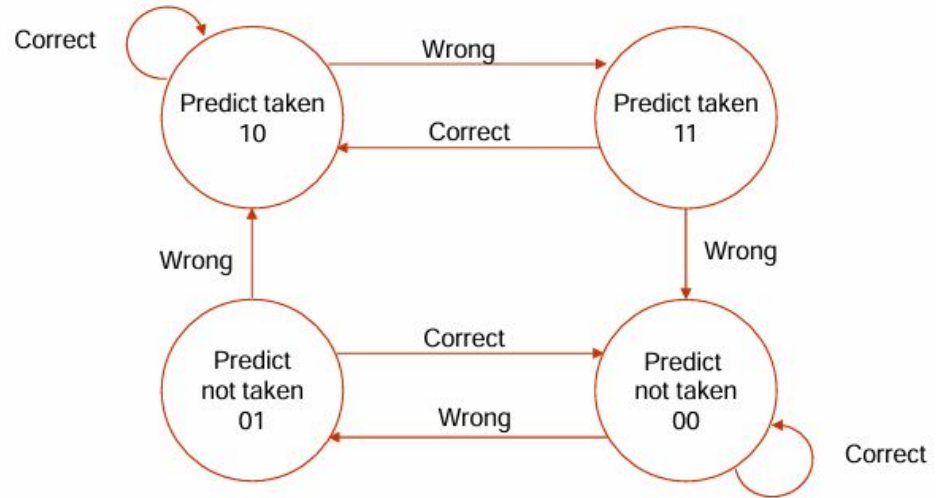 Correct
Wrong
Predict taken
10
Predict taken
11
Correct
Wrong
Wrong
Predict
not taken
01
Correct
Predict
not taken
00
Wrong
Correct